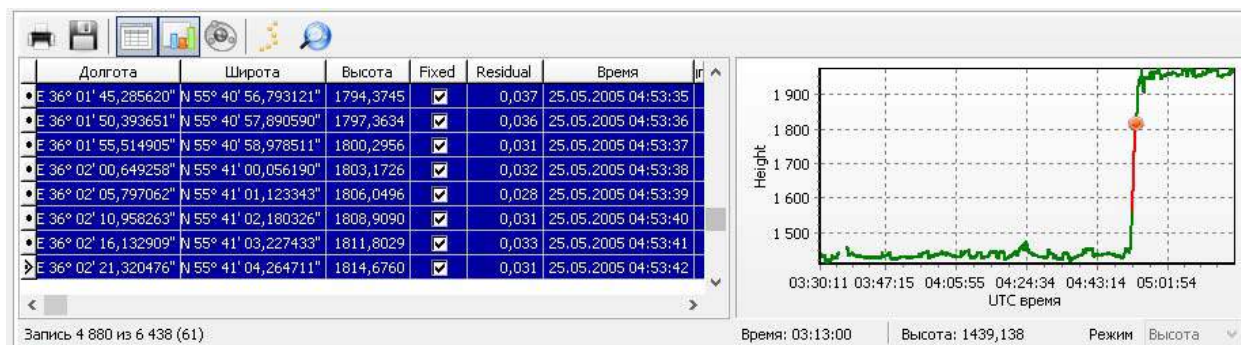 Долгота Широта Высота Fixed Residual Время
E 36° 01' 45,285620" N 55° 40' 56,793121" 1794,3745 0,037 25.05.2005 04:53:35
E 36° 01' 50,393651" N 55° 40' 57,890590" 1797,3634 0,036 25.05.2005 04:53:36
E 36° 01' 55,514905" N 55° 40' 58,978511" 1800,2956 0,031 25.05.2005 04:53:37
E 36° 02' 00,649258" N 55° 41' 00,056190" 1803,1726 0,032 25.05.2005 04:53:38
E 36° 02' 05,797062" N 55° 41' 01,123343" 1806,0496 0,028 25.05.2005 04:53:39
E 36° 02' 10,958263" N 55° 41' 02,180326" 1808,9090 0,031 25.05.2005 04:53:40
E 36° 02' 16,132909" N 55° 41' 03,227433" 1811,8029 0,033 25.05.2005 04:53:41
E 36° 02' 21,320476" N 55° 41' 04,264711" 1814,6760 0,031 25.05.2005 04:53:42
Height
1 900
1 800
1 700
1 600
1 500
03:30:11 03:47:15 04:05:55 04:24:34 04:43:14 05:01:54
UTC время
Запись 4 880 из 6 438 (61) Время: 03:13:00 Высота: 1439,138 Режим Высота